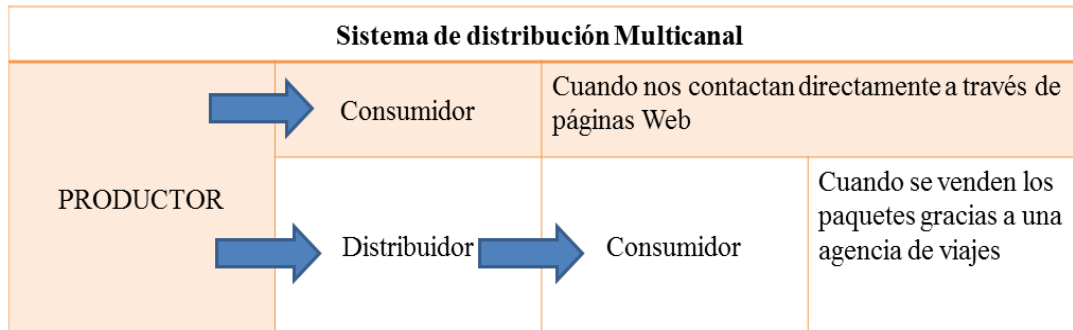 Sistema de distribución Multicanal
PRODUCTOR
Consumidor
Cuando nos contactan directamente a través de
páginas Web
Distribuidor
Consumidor
Cuando se venden los
paquetes gracias a una
agencia de viajes